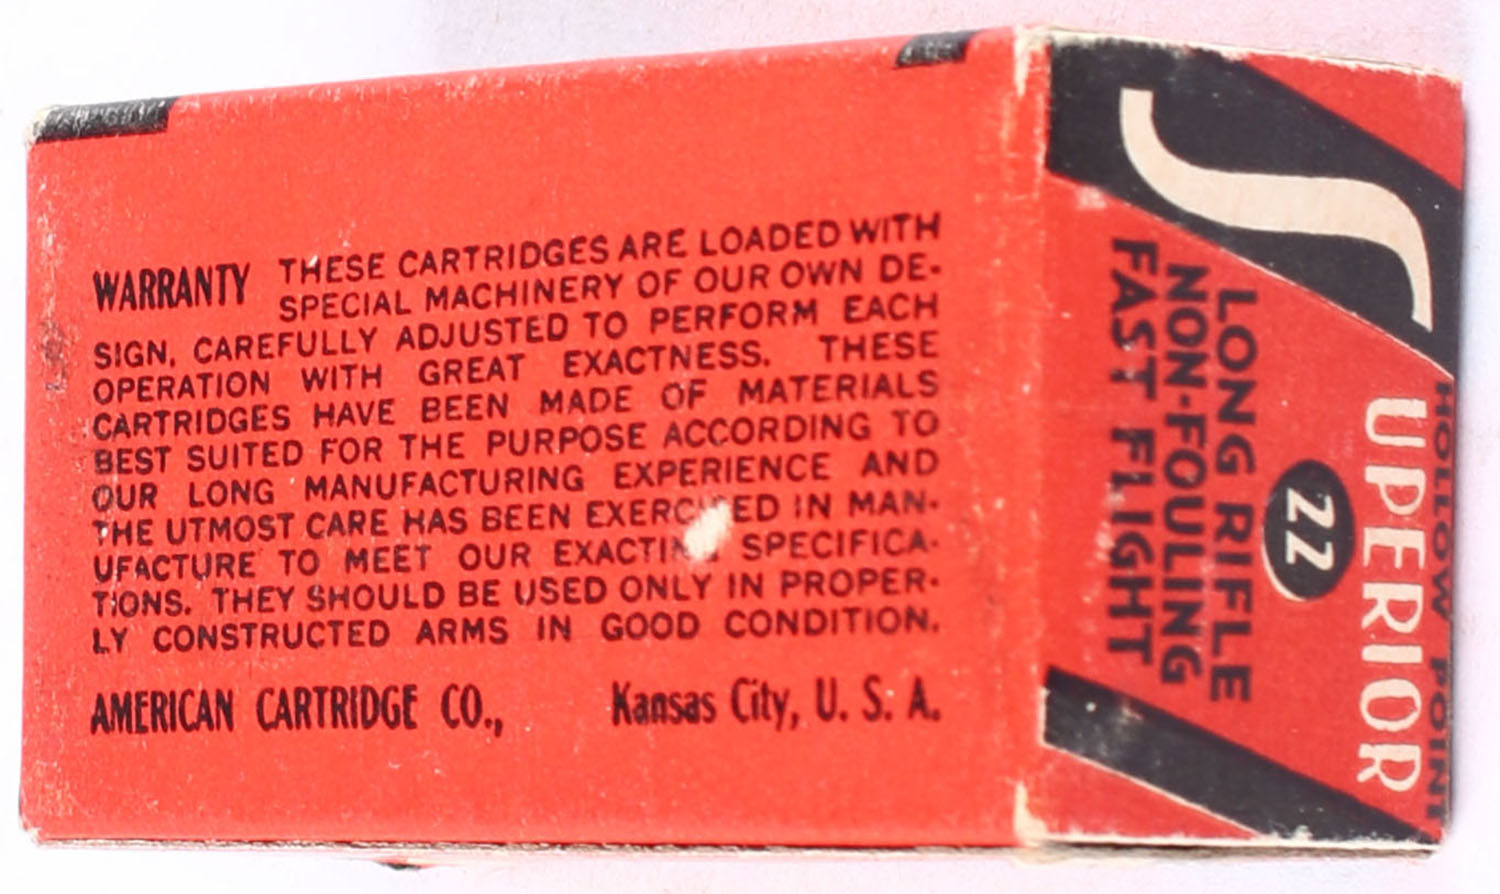 WARRANTY THESE CARTRIDGES ARE LOADED WITH
SPECIAL MACHINERY OF OUR OWN DE-
SIGN, CAREFULLY ADJUSTED TO PERFORM EACH
OPERATION WITH GREAT EXACTNESS. THESE
CARTRIDGES HAVE BEEN MADE OF MATERIALS
BEST SUITED FOR THE PURPOSE ACCORDING TO
OUR LONG MANUFACTURING EXPERIENCE AND
THE UTMOST CARE HAS BEEN EXERCISED IN MAN-
UFACTURE TO MEET OUR EXACTING SPECIFICA-
TIONS. THEY SHOULD BE USED ONLY IN PROPER-
LY CONSTRUCTED ARMS IN GOOD CONDITION.
AMERICAN CARTRIDGE CO., Kansas City, U. S. A.
HOLLOW POINT
SUPERIOR
22
LONG RIFLE
NON-FOULING
FAST FLIGHT